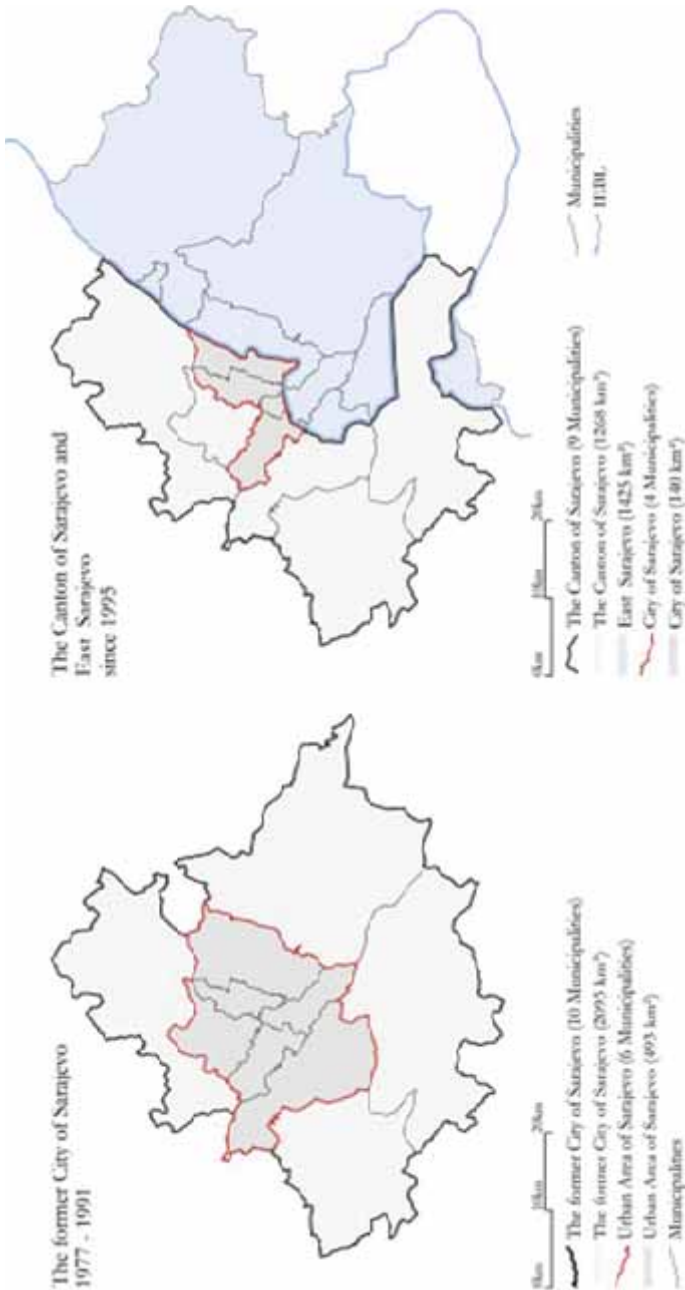 The former City of Sarajevo
1977 - 1991
0km 10km 20km
The former City of Sarajevo (10 Municipalities)
The former City of Sarajevo (2095 km²)
Urban Area of Sarajevo (6 Municipalities)
Urban Area of Sarajevo (493 km²)
Municipalities
The Canton of Sarajevo and
East Sarajevo
since 1995
0km 10km 20km
The Canton of Sarajevo (9 Municipalities)
The Canton of Sarajevo (1268 km²)
East Sarajevo (1425 km²)
City of Sarajevo (4 Municipalities)
City of Sarajevo (140 km²)
Municipalities
IEBL